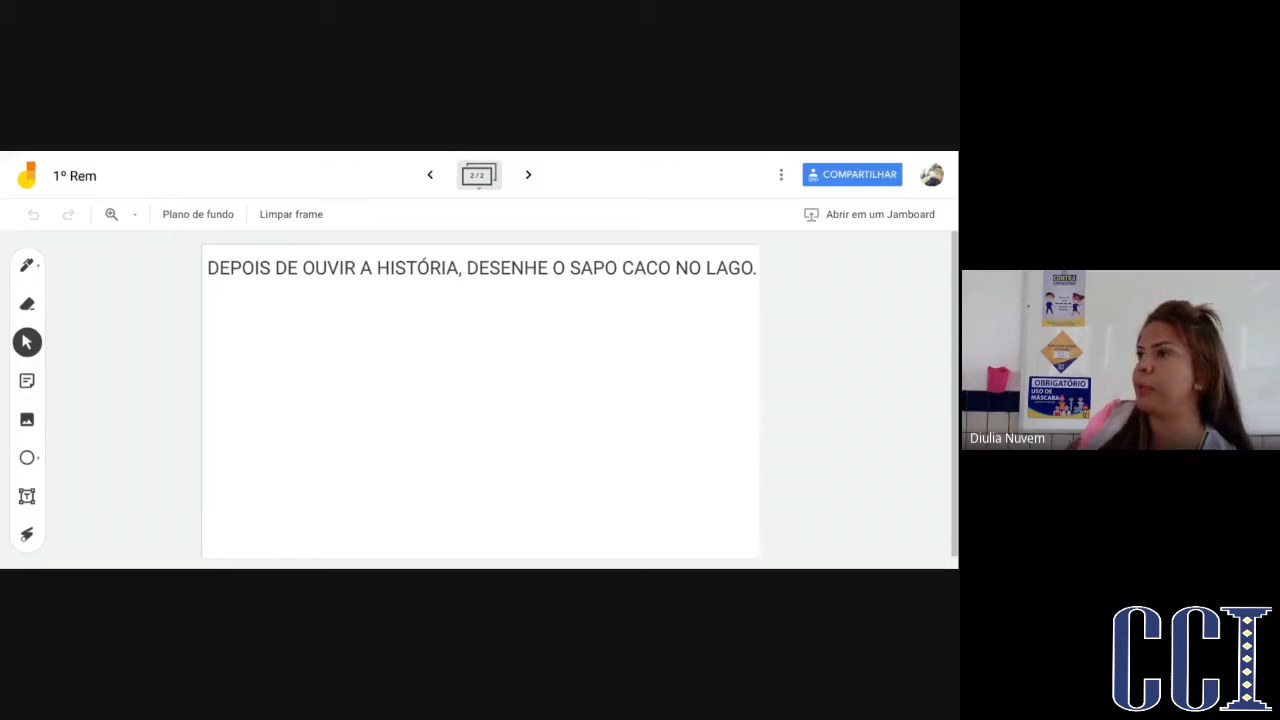 1º Rem
2 / 2
COMPARTILHAR
Plano de fundo
Limpar frame
Abrir em um Jamboard
DEPOIS DE OUVIR A HISTÓRIA, DESENHE O SAPO CACO NO LAGO.
CONTRA
OBRIGATÓRIO
USO DE
MÁSCARA
Diulia Nuvem
CCI